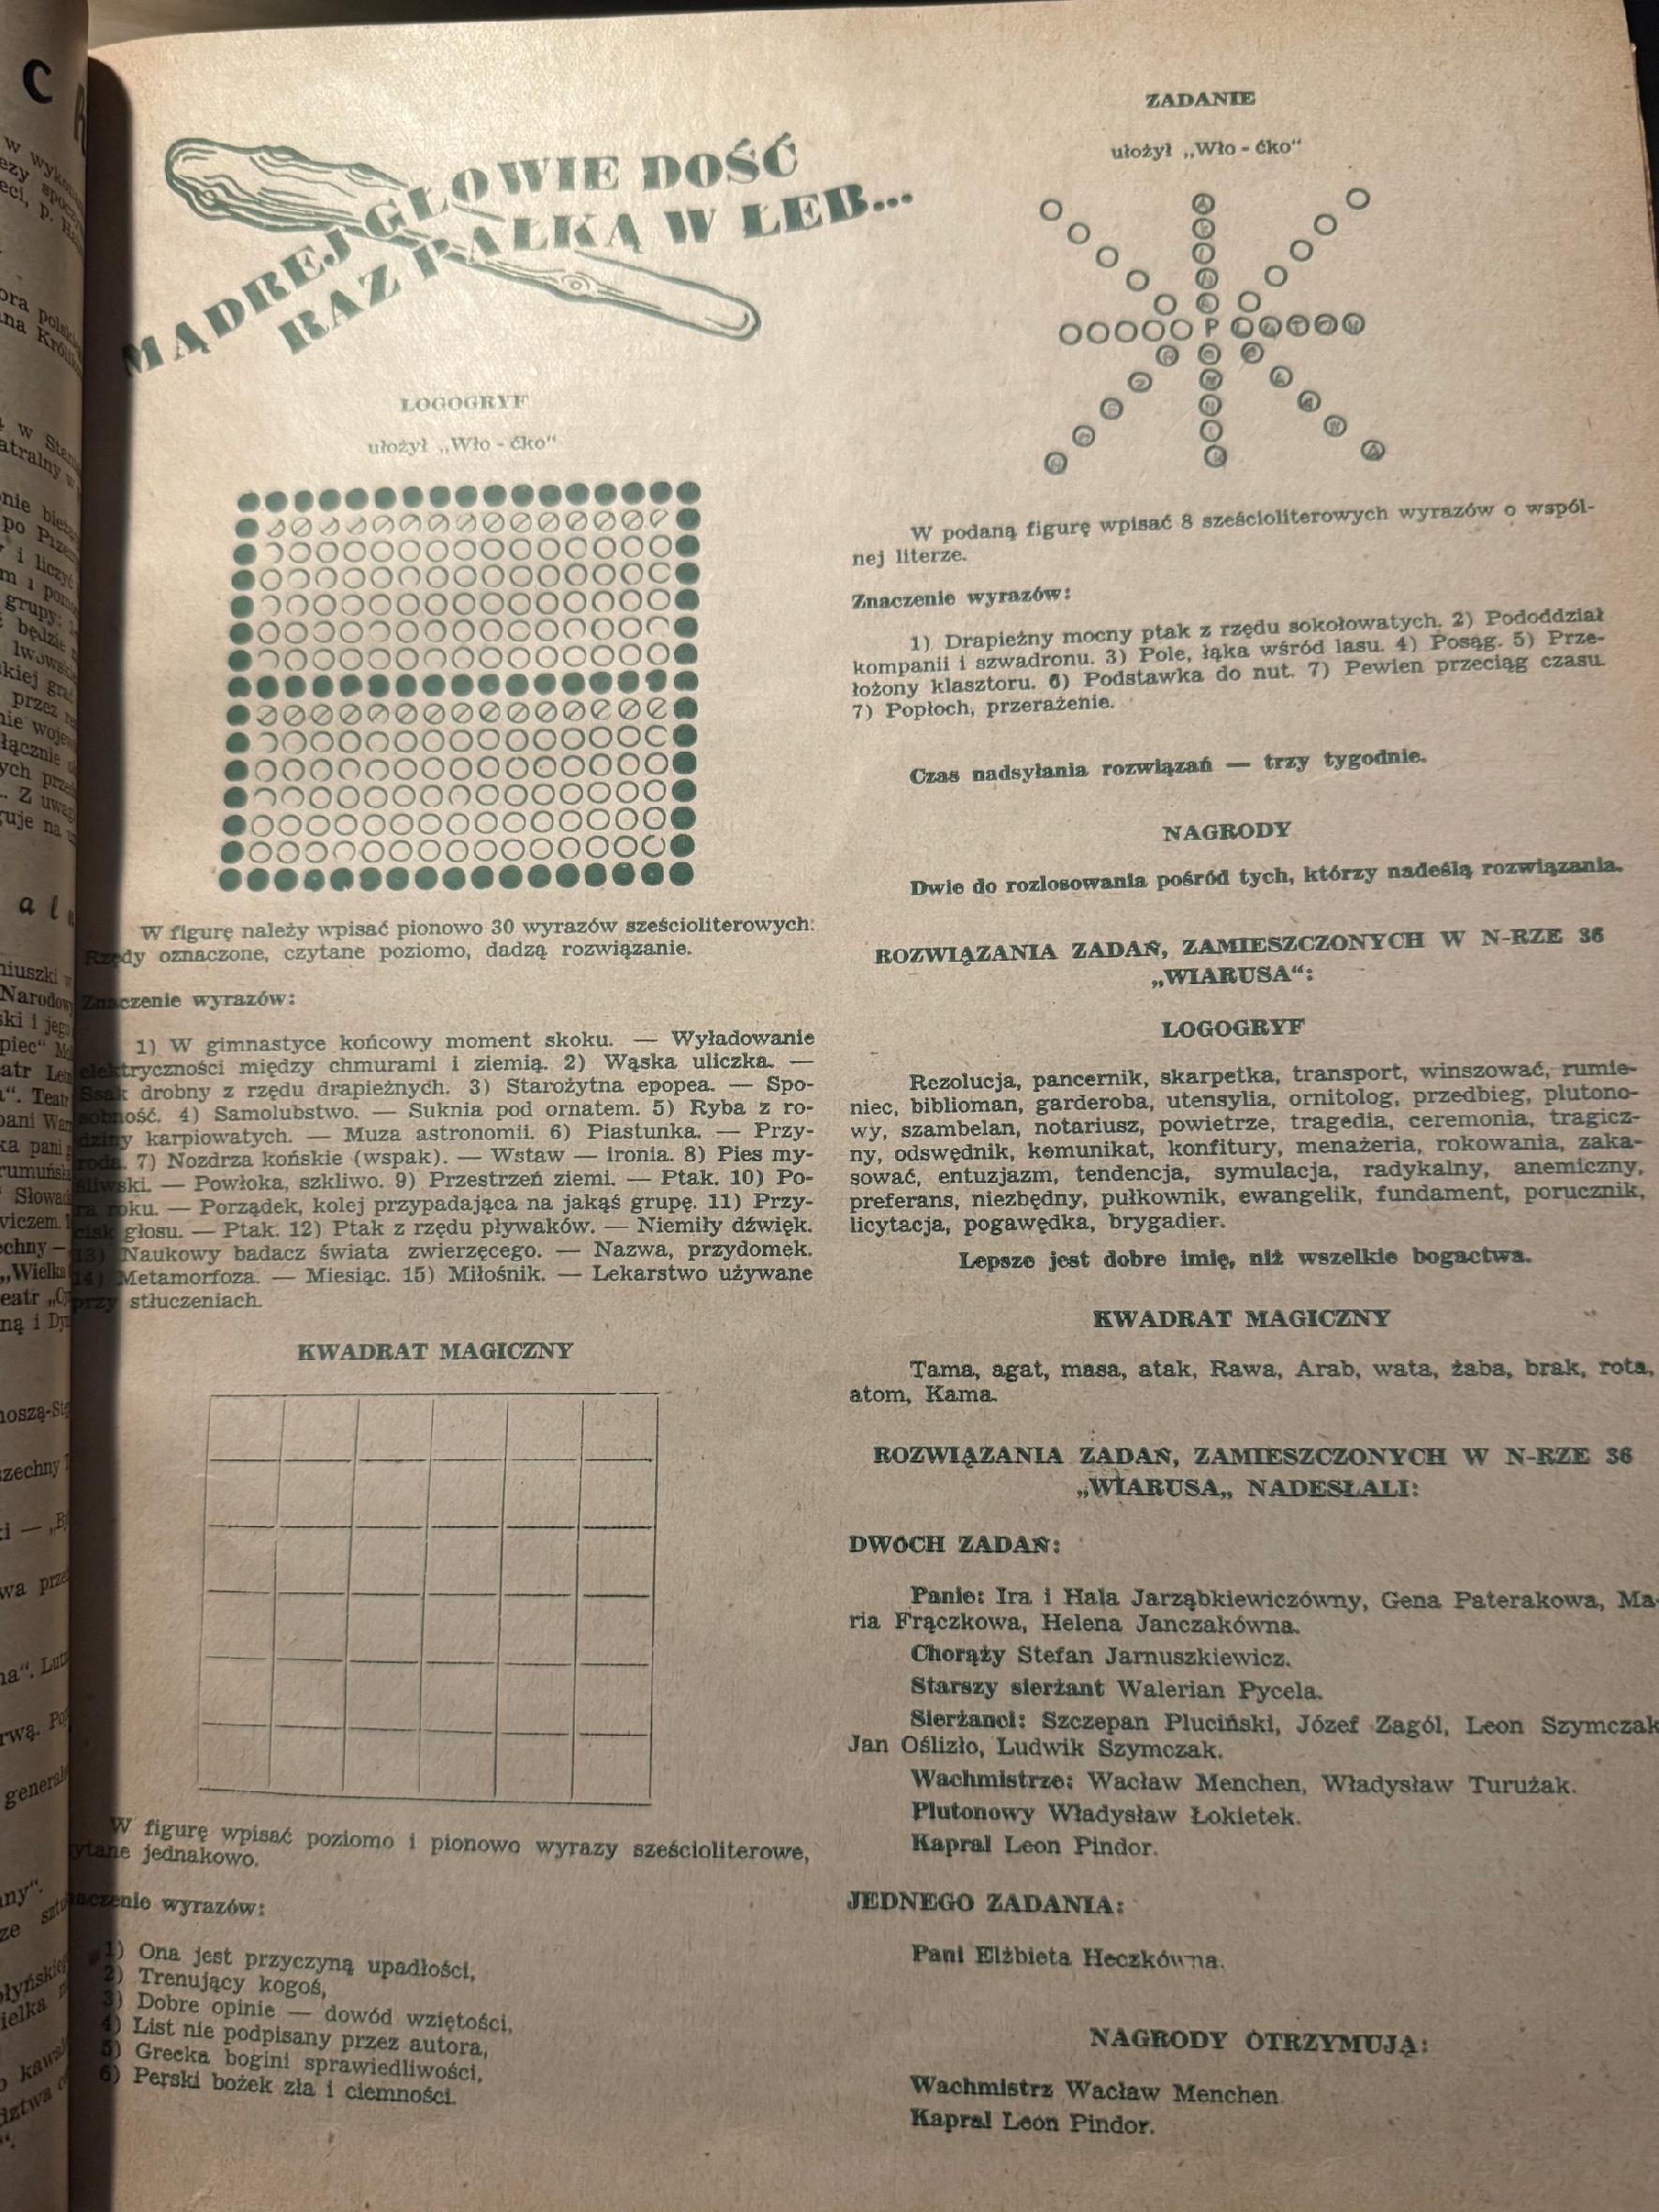 MĄDREJ GŁOWIE DOŚĆ
RAZ PAŁKĄ W ŁEB...
LOGOGRYF
ułożył „Wło - ćko"
W figurę należy wpisać pionowo 30 wyrazów sześcioliterowych:
Rzędy oznaczone, czytane poziomo, dadzą rozwiązanie.
Znaczenie wyrazów:
1) W gimnastyce końcowy moment skoku. — Wyładowanie
elektryczności między chmurami i ziemią. 2) Wąska uliczka. —
Ssak drobny z rzędu drapieżnych. 3) Starożytna epopea. — Spo-
sobność. 4) Samolubstwo. — Suknia pod ornatem. 5) Ryba z ro-
dziny karpiowatych. — Muza astronomii. 6) Piastunka. — Przy-
roda. 7) Nozdrza końskie (wspak). — Wstaw — ironia. 8) Pies my-
śliwski. — Powłoka, szkliwo. 9) Przestrzeń ziemi. — Ptak. 10) Po-
ra roku. — Porządek, kolej przypadająca na jakąś grupę. 11) Przy-
cisk głosu. — Ptak. 12) Ptak z rzędu pływaków. — Niemiły dźwięk.
13) Naukowy badacz świata zwierzęcego. — Nazwa, przydomek.
14) Metamorfoza. — Miesiąc. 15) Miłośnik. — Lekarstwo używane
przy stłuczeniach.
KWADRAT MAGICZNY
W figurę wpisać poziomo i pionowo wyrazy sześcioliterowe,
czytane jednakowo.
Znaczenie wyrazów:
1) Ona jest przyczyną upadłości,
2) Trenujący kogoś,
3) Dobre opinie — dowód wziętości,
4) List nie podpisany przez autora,
5) Grecka bogini sprawiedliwości,
6) Perski bożek zła i ciemności.
ZADANIE
ułożył „Wło - ćko"
P
W podaną figurę wpisać 8 sześcioliterowych wyrazów o wspól-
nej literze.
Znaczenie wyrazów:
1) Drapieżny mocny ptak z rzędu sokołowatych. 2) Pododdział
kompanii i szwadronu. 3) Pole, łąka wśród lasu. 4) Posąg. 5) Prze-
łożony klasztoru. 6) Podstawka do nut. 7) Pewien przeciąg czasu.
7) Popłoch, przerażenie.
Czas nadsyłania rozwiązań — trzy tygodnie.
NAGRODY
Dwie do rozlosowania pośród tych, którzy nadeślą rozwiązania.
ROZWIĄZANIA ZADAŃ, ZAMIESZCZONYCH W N-RZE 36
„WIARUSA":
LOGOGRYF
Rezolucja, pancernik, skarpetka, transport, winszować, rumie-
niec, biblioman, garderoba, utensylia, ornitolog, przedbieg, plutono-
wy, szambelan, notariusz, powietrze, tragedia, ceremonia, tragicz-
ny, odswędnik, komunikat, konfitury, menażeria, rokowania, zaka-
sować, entuzjazm, tendencja, symulacja, radykalny, anemiczny,
preferans, niezbędny, pułkownik, ewangelik, fundament, porucznik,
licytacja, pogawędka, brygadier.
Lepsze jest dobre imię, niż wszelkie bogactwa.
KWADRAT MAGICZNY
Tama, agat, masa, atak, Rawa, Arab, wata, żaba, brak, rota,
atom, Kama.
ROZWIĄZANIA ZADAŃ, ZAMIESZCZONYCH W N-RZE 36
„WIARUSA„ NADESŁALI:
DWÓCH ZADAŃ:
Panie: Ira i Hala Jarząbkiewiczówny, Gena Paterakowa, Ma-
ria Frączkowa, Helena Janczakówna.
Chorąży Stefan Jarnuszkiewicz.
Starszy sierżant Walerian Pycela.
Sierżanci: Szczepan Pluciński, Józef Zagól, Leon Szymczak
Jan Oślizło, Ludwik Szymczak.
Wachmistrze: Wacław Menchen, Władysław Turużak.
Plutonowy Władysław Łokietek.
Kapral Leon Pindor.
JEDNEGO ZADANIA:
Pani Elżbieta Heczkówna.
NAGRODY OTRZYMUJĄ:
Wachmistrz Wacław Menchen.
Kapral Leon Pindor.